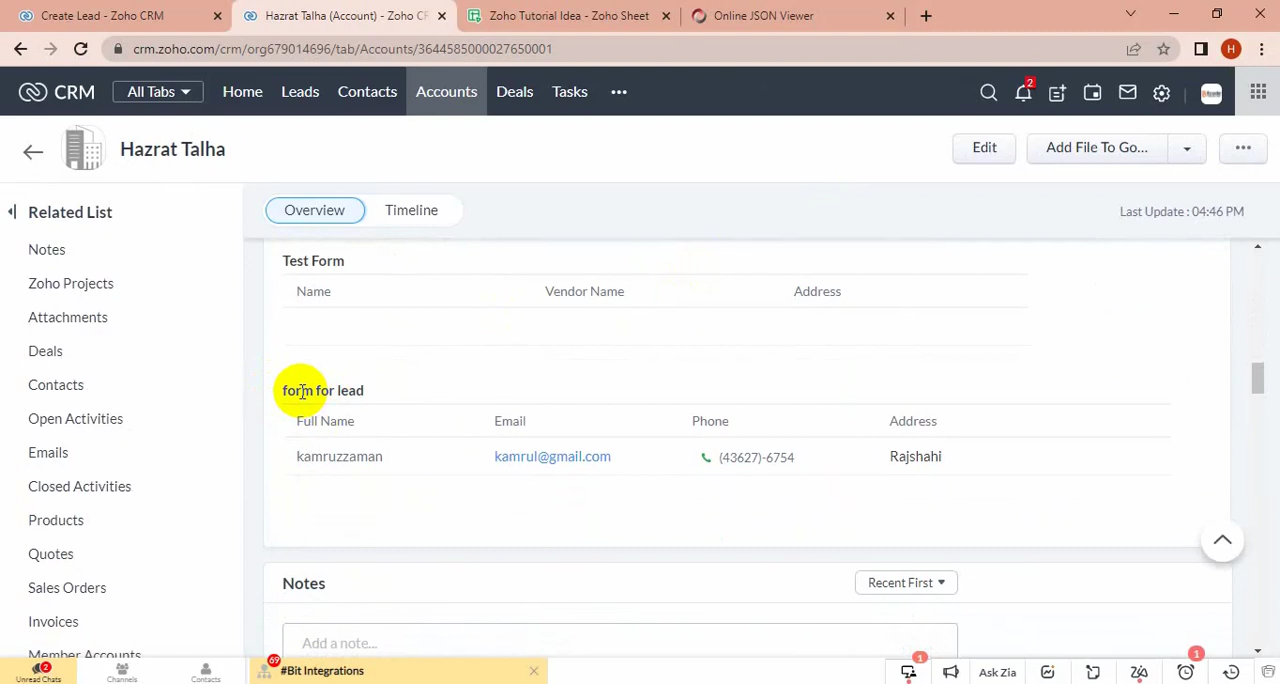 Create Lead - Zoho CRM
Hazrat Talha (Account) - Zoho C
Zoho Tutorial Idea - Zoho Sheet
Online JSON Viewer
crm.zoho.com/crm/org679014696/tab/Accounts/3644585000027650001
H
CRM
All Tabs
Home
Leads
Contacts
Accounts
Deals
Tasks
2
Hazrat Talha
Edit
Add File To Go...
Related List
Overview
Timeline
Last Update : 04:46 PM
Notes
Zoho Projects
Attachments
Deals
Contacts
Open Activities
Emails
Closed Activities
Products
Quotes
Sales Orders
Invoices
Member Accounts
Test Form
Name Vendor Name Address
form for lead
Full Name Email Phone Address
kamruzzaman kamrul@gmail.com (43627)-6754 Rajshahi
Notes
Recent First
Add a note...
2
Unread Chats
Channels
Contacts
69
#Bit Integrations
1
Ask Zia
1